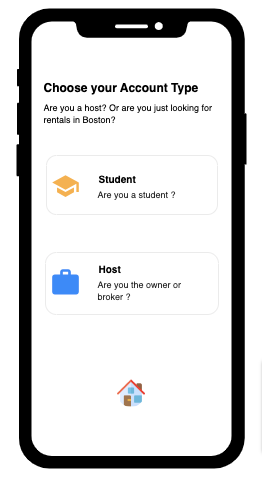 Choose your Account Type
Are you a host? Or are you just looking for
rentals in Boston?
Student
Are you a student ?
Host
Are you the owner or
broker ?